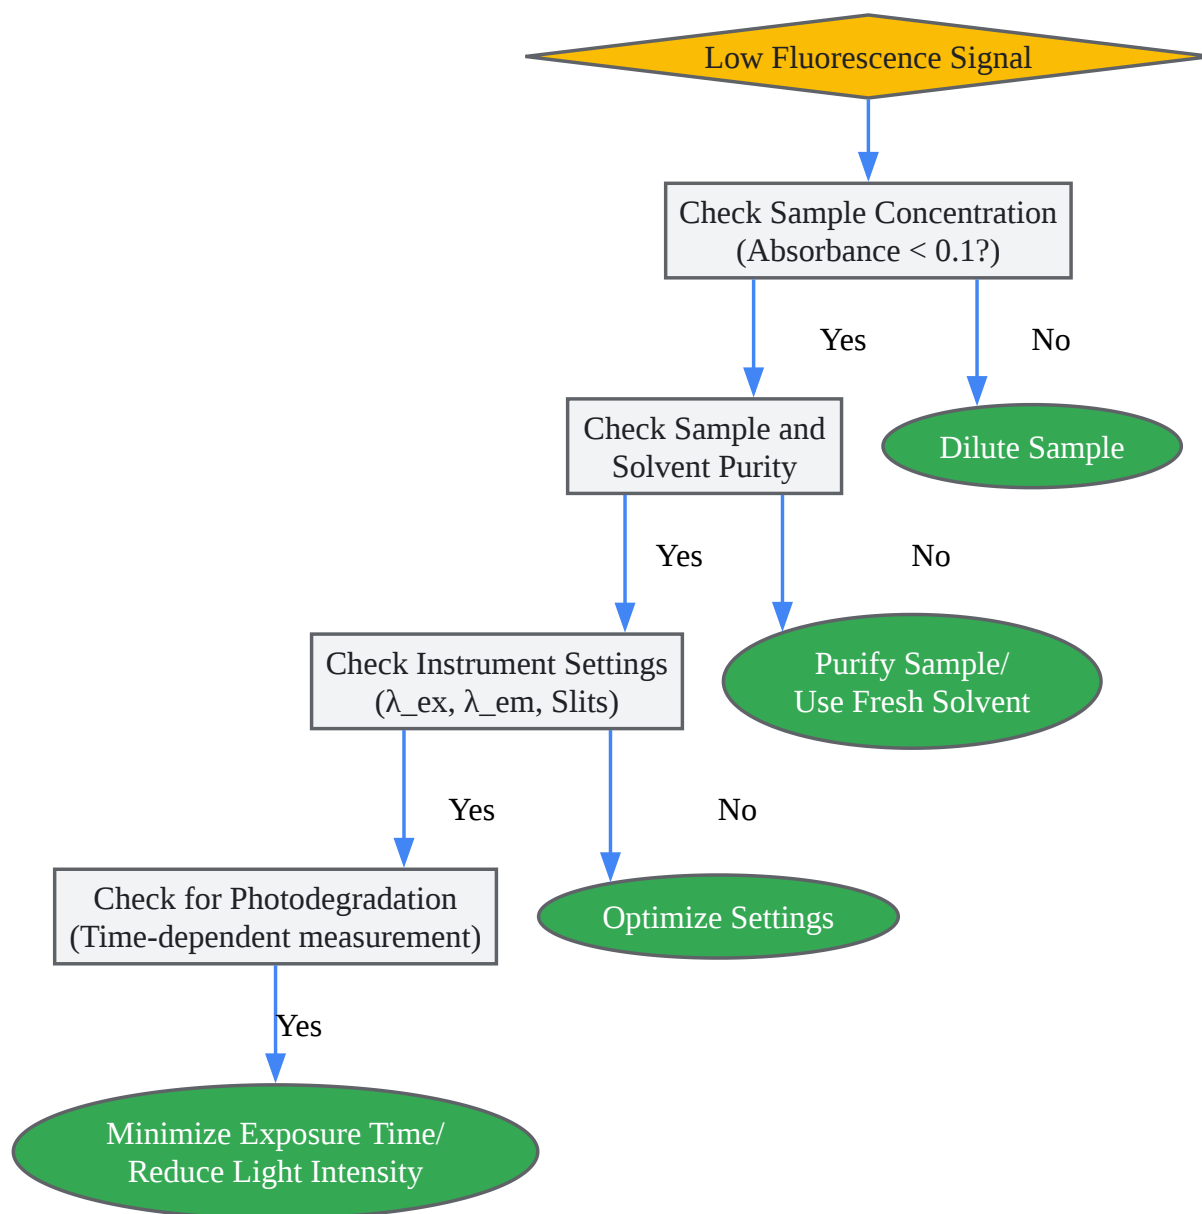 Low Fluorescence Signal
Check Sample Concentration
(Absorbance < 0.1?)
Yes
No
Check Sample and
Solvent Purity
Dilute Sample
Yes
No
Check Instrument Settings
(λ_ex, λ_em, Slits)
Purify Sample/
Use Fresh Solvent
Yes
No
Check for Photodegradation
(Time-dependent measurement)
Optimize Settings
Yes
Minimize Exposure Time/
Reduce Light Intensity